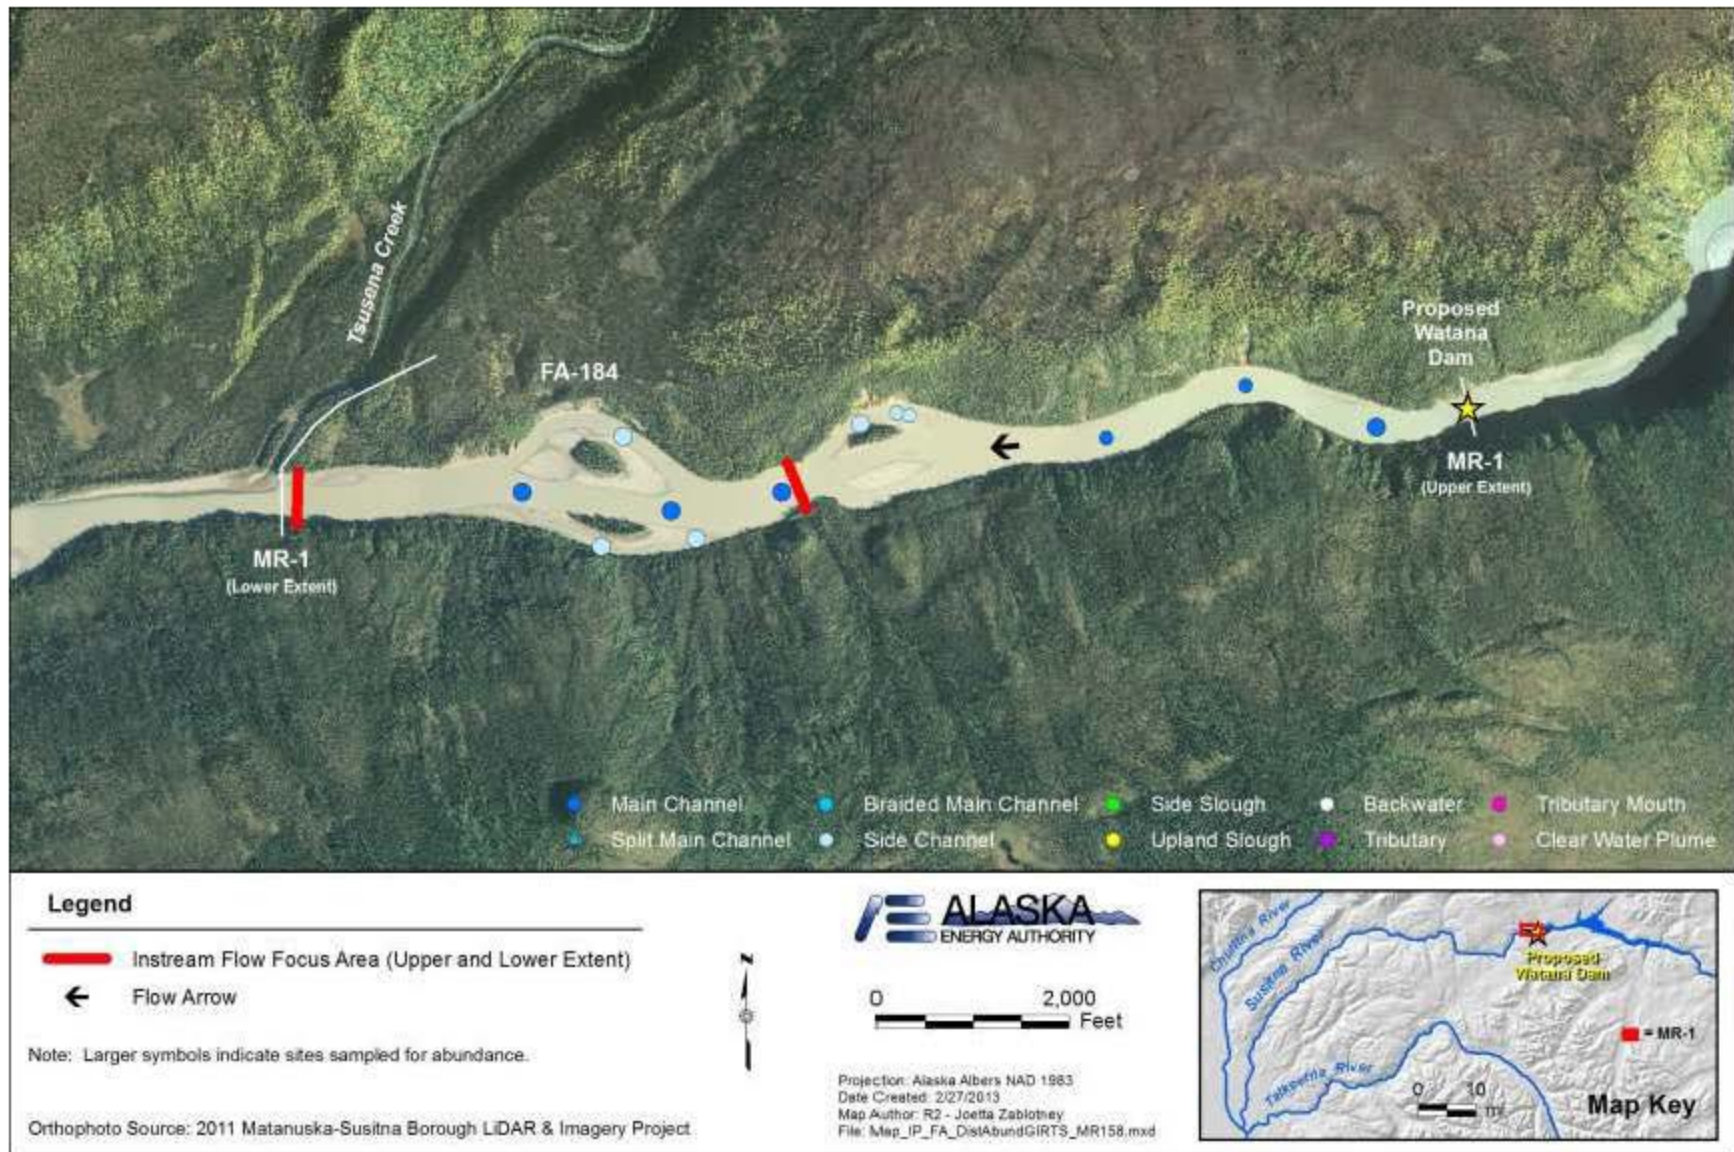 Tsusena Creek
FA-184
Proposed
Watana
Dam
MR-1
(Upper Extent)
MR-1
(Lower Extent)
Main Channel
Braided Main Channel
Side Slough
Backwater
Tributary Mouth
Split Main Channel
Side Channel
Upland Slough
Tributary
Clear Water Plume
Legend
Instream Flow Focus Area (Upper and Lower Extent)
Flow Arrow
Note: Larger symbols indicate sites sampled for abundance.
Orthophoto Source: 2011 Matanuska-Susitna Borough LiDAR & Imagery Project
N
ALASKA
ENERGY AUTHORITY
0 2,000
Feet
Projection: Alaska Albers NAD 1983
Date Created: 2/27/2013
Map Author: R2 - Joetta Zablotney
File: Map_IP_FA_DistAbundGIRTS_MR158.mxd
Chulitna River
Susitna River
Proposed
Watana Dam
= MR-1
Talkeetna River
0 10
mi
Map Key